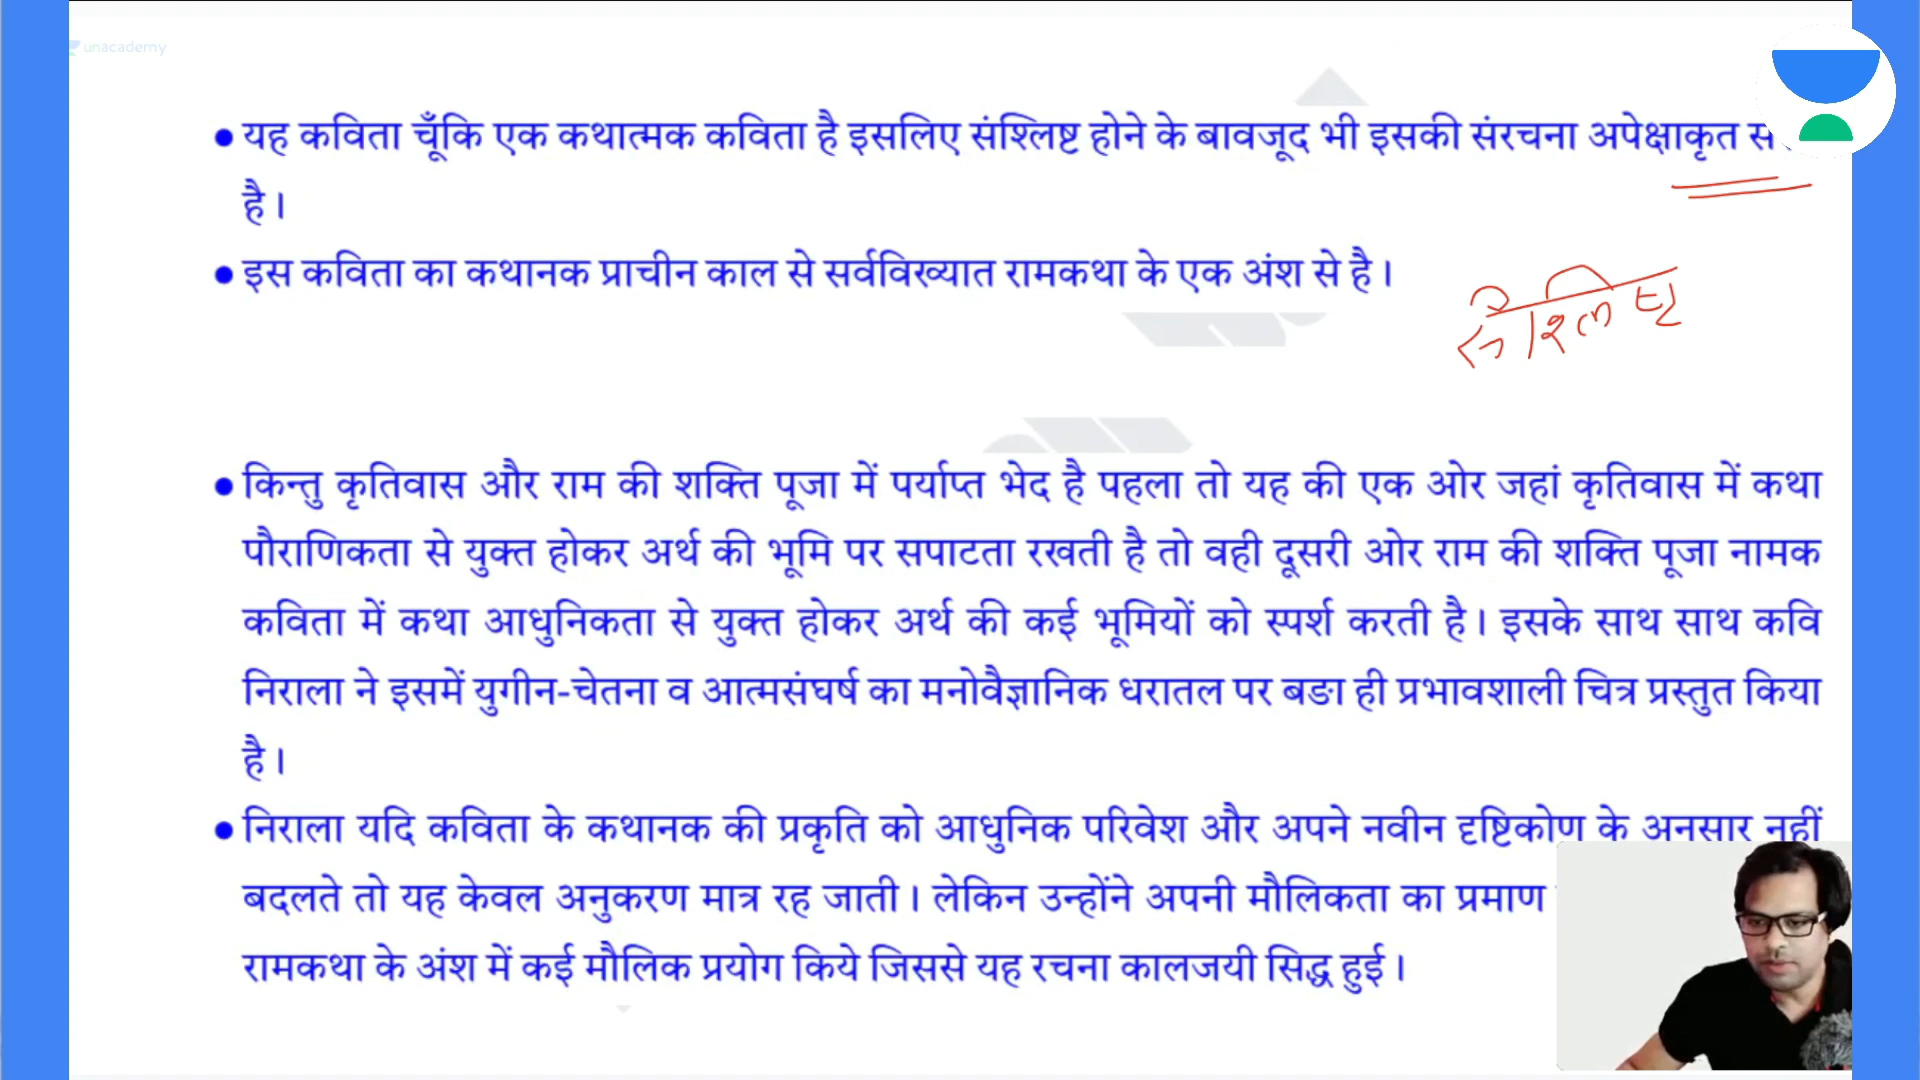 unacademy
• यह कविता चूँकि एक कथात्मक कविता है इसलिए संश्लिष्ट होने के बावजूद भी इसकी संरचना अपेक्षाकृत
है।
• इस कविता का कथानक प्राचीन काल से सर्वविख्यात रामकथा के एक अंश से है।
संश्लिष्ट
• किन्तु कृतिवास और राम की शक्ति पूजा में पर्याप्त भेद है पहला तो यह की एक ओर जहां कृतिवास में कथा
पौराणिकता से युक्त होकर अर्थ की भूमि पर सपाटता रखती है तो वही दूसरी ओर राम की शक्ति पूजा नामक
कविता में कथा आधुनिकता से युक्त होकर अर्थ की कई भूमियों को स्पर्श करती है। इसके साथ साथ कवि
निराला ने इसमें युगीन-चेतना व आत्मसंघर्ष का मनोवैज्ञानिक धरातल पर बङा ही प्रभावशाली चित्र प्रस्तुत किया
है।
• निराला यदि कविता के कथानक की प्रकृति को आधुनिक परिवेश और अपने नवीन दृष्टिकोण के अनसार नहीं
बदलते तो यह केवल अनुकरण मात्र रह जाती। लेकिन उन्होंने अपनी मौलिकता का प्रमाण
रामकथा के अंश में कई मौलिक प्रयोग किये जिससे यह रचना कालजयी सिद्ध हुई।